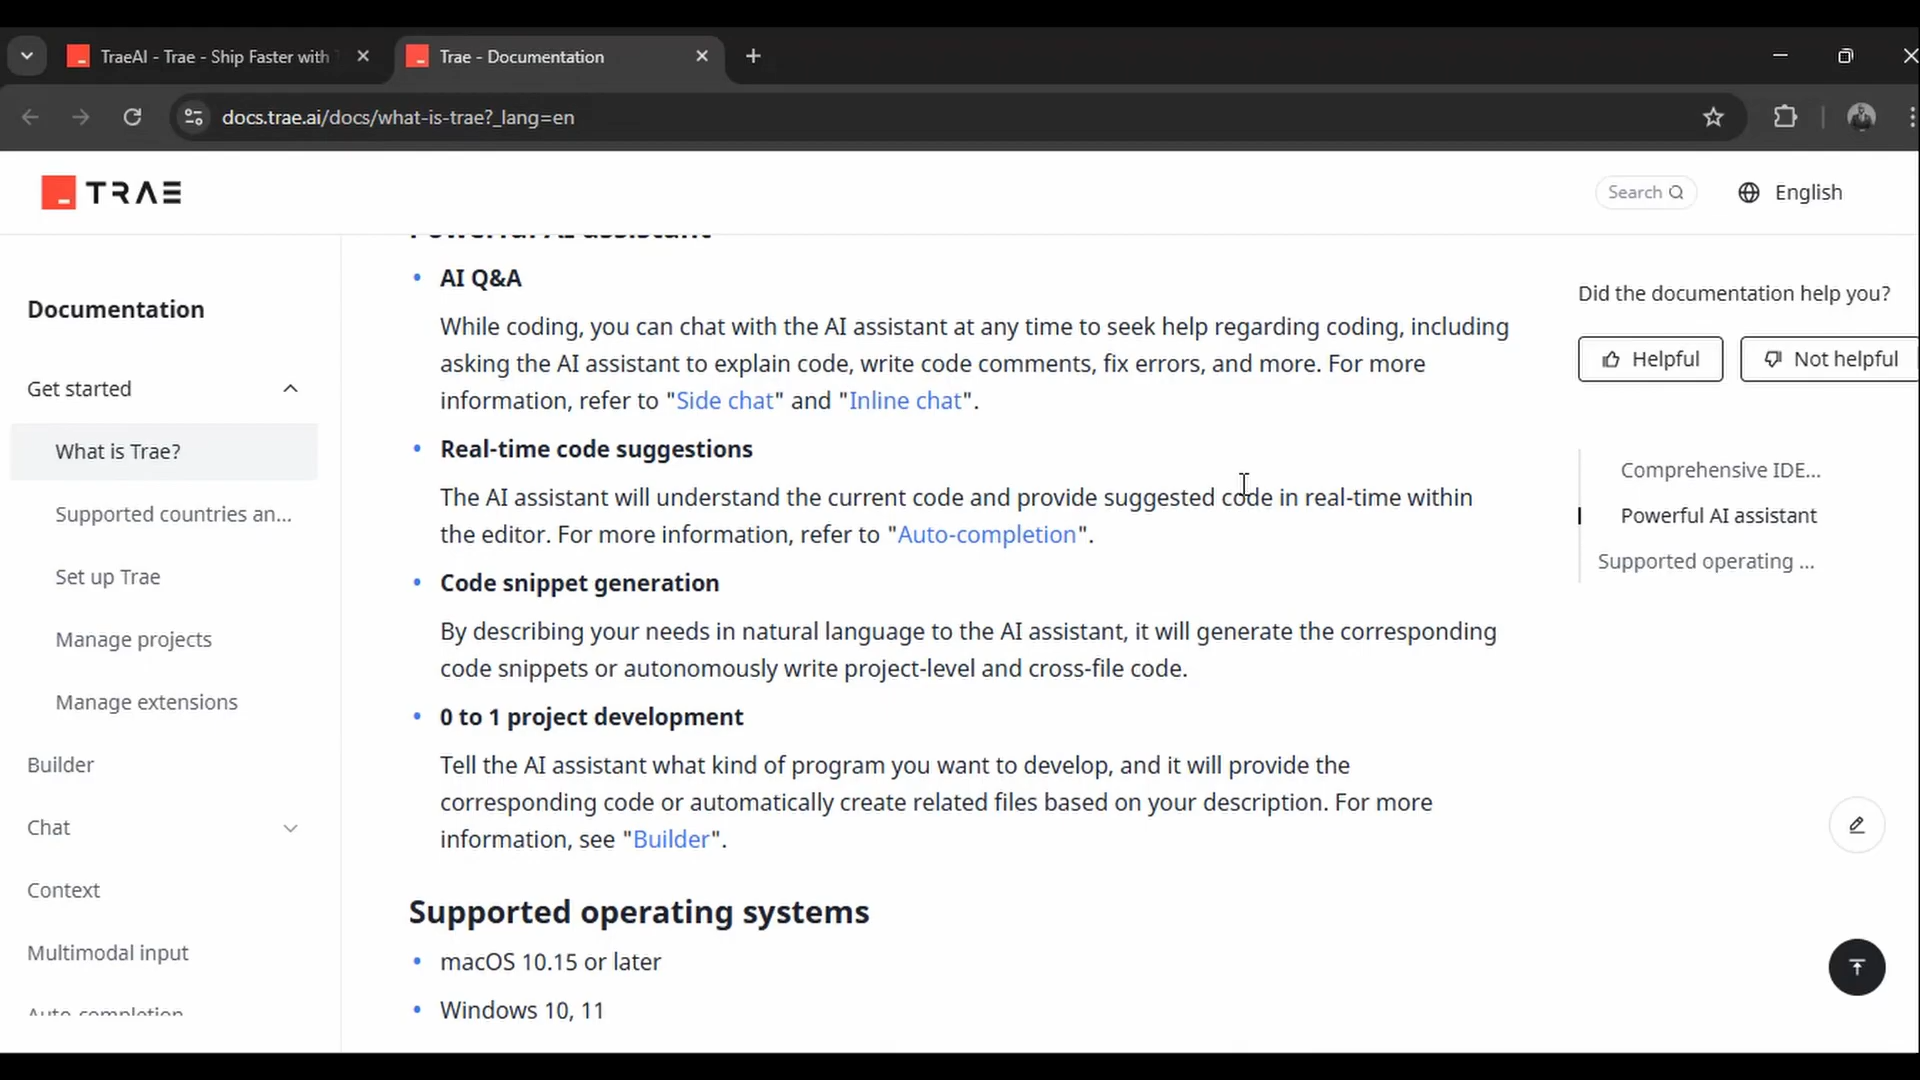 TraeAI - Trae - Ship Faster with
Trae - Documentation
docs.trae.ai/docs/what-is-trae?_lang=en
TRAE
Search
English
Documentation
Get started
What is Trae?
Supported countries an...
Set up Trae
Manage projects
Manage extensions
Builder
Chat
Context
Multimodal input
Auto-completion
Powerful AI assistant
• AI Q&A
While coding, you can chat with the AI assistant at any time to seek help regarding coding, including
asking the AI assistant to explain code, write code comments, fix errors, and more. For more
information, refer to "Side chat" and "Inline chat".
• Real-time code suggestions
The AI assistant will understand the current code and provide suggested code in real-time within
the editor. For more information, refer to "Auto-completion".
• Code snippet generation
By describing your needs in natural language to the AI assistant, it will generate the corresponding
code snippets or autonomously write project-level and cross-file code.
• 0 to 1 project development
Tell the AI assistant what kind of program you want to develop, and it will provide the
corresponding code or automatically create related files based on your description. For more
information, see "Builder".
Supported operating systems
• macOS 10.15 or later
• Windows 10, 11
Did the documentation help you?
Helpful
Not helpful
Comprehensive IDE...
Powerful AI assistant
Supported operating ...